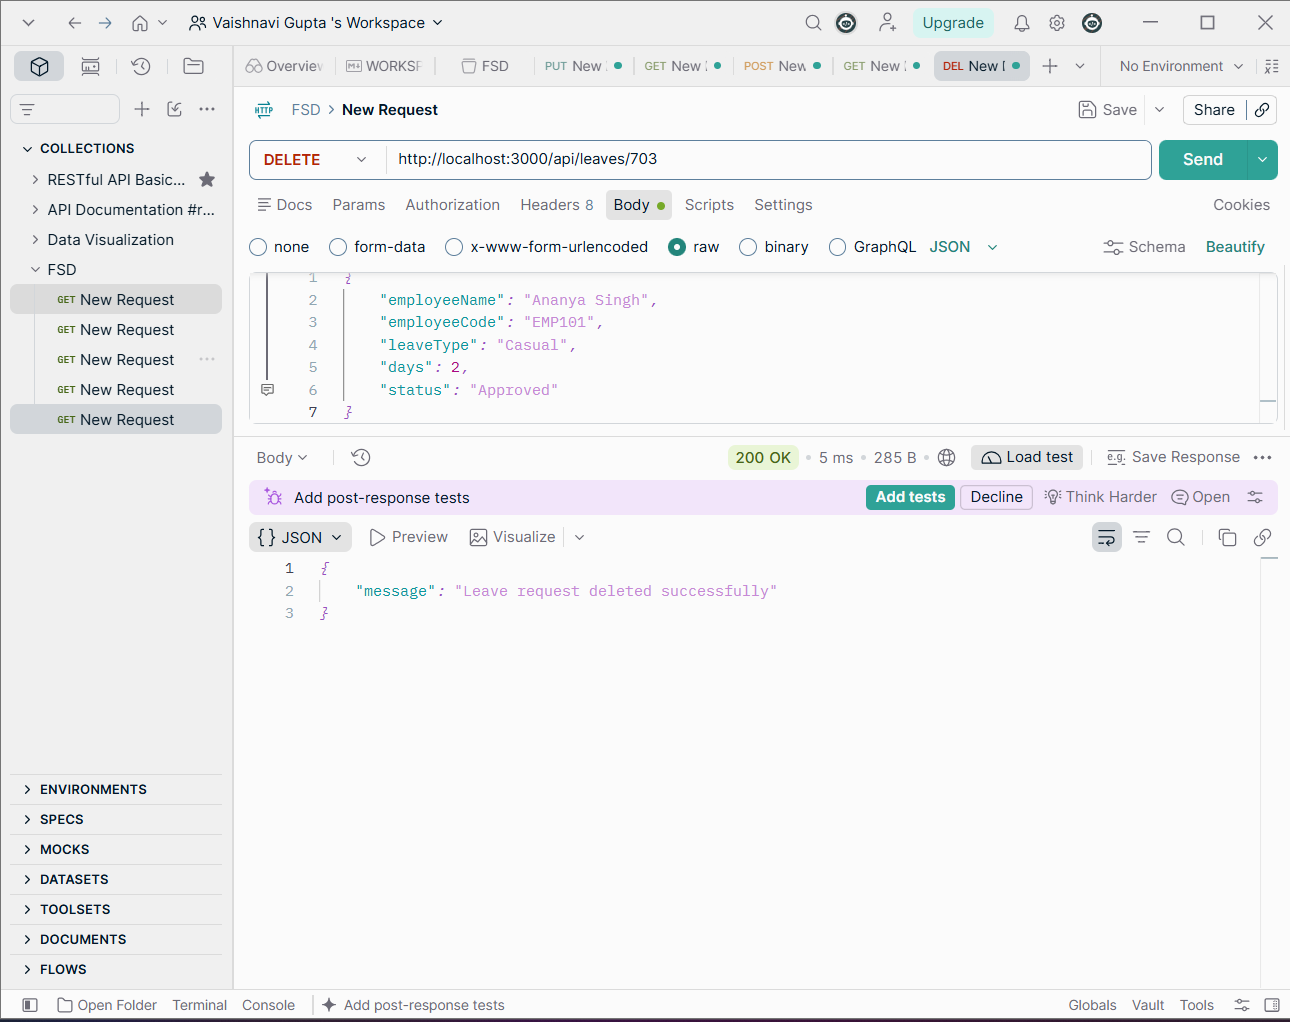 Vaishnavi Gupta 's Workspace
Upgrade
Overview
WORKSP
FSD
PUT New
GET New
POST New
GET New
DEL New
No Environment
HTTP FSD > New Request
Save
Share
COLLECTIONS
RESTful API Basic...
API Documentation #r...
Data Visualization
FSD
GET New Request
GET New Request
GET New Request
GET New Request
GET New Request
DELETE http://localhost:3000/api/leaves/703
Send
Docs Params Authorization Headers 8 Body Scripts Settings Cookies
none form-data x-www-form-urlencoded raw binary GraphQL JSON Schema Beautify
1 {
2 "employeeName": "Ananya Singh",
3 "employeeCode": "EMP101",
4 "leaveType": "Casual",
5 "days": 2,
6 "status": "Approved"
7 }
Body 200 OK • 5 ms • 285 B • Load test e.g. Save Response
Add post-response tests Add tests Decline Think Harder Open
{} JSON Preview Visualize
1 {
2 "message": "Leave request deleted successfully"
3 }
ENVIRONMENTS
SPECS
MOCKS
DATASETS
TOOLSETS
DOCUMENTS
FLOWS
Open Folder Terminal Console Add post-response tests Globals Vault Tools